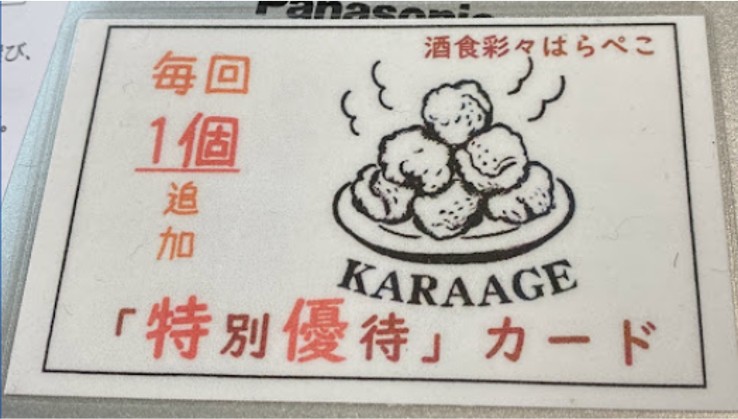 Panasonic
酒食彩々はらぺこ
毎回
1個
追
加
KARAAGE
「特別優待」カード